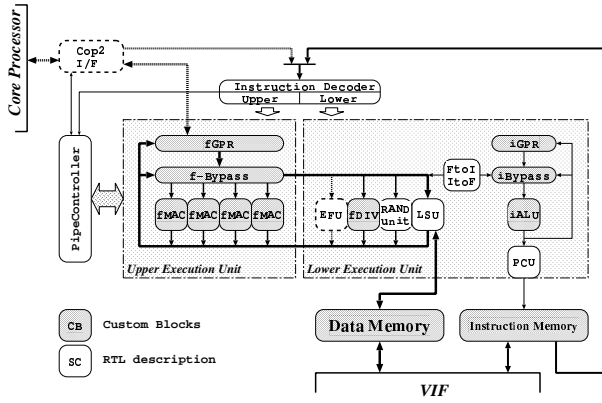 Core Processor
Cop2
I/F
Instruction Decoder
Upper Lower
PipeController
fGPR
f-Bypass
fMAC fMAC fMAC fMAC
EFU fDIV RAND unit LSU
FtoI
ItoF
iGPR
iBypass
iALU
PCU
Upper Execution Unit
Lower Execution Unit
CB Custom Blocks
SC RTL description
Data Memory
Instruction Memory
VIF